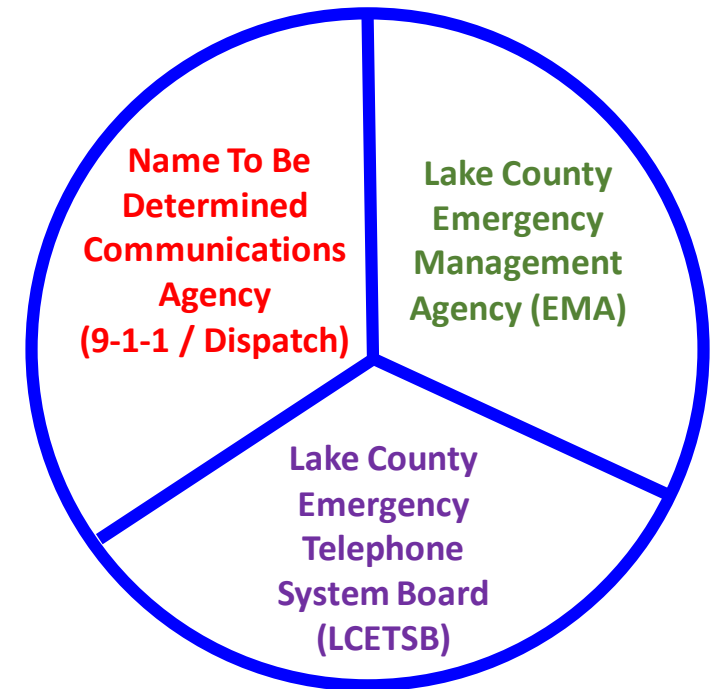 Name To Be
Determined
Communications
Agency
(9-1-1 / Dispatch)
Lake County
Emergency
Management
Agency (EMA)
Lake County
Emergency
Telephone
System Board
(LCETSB)